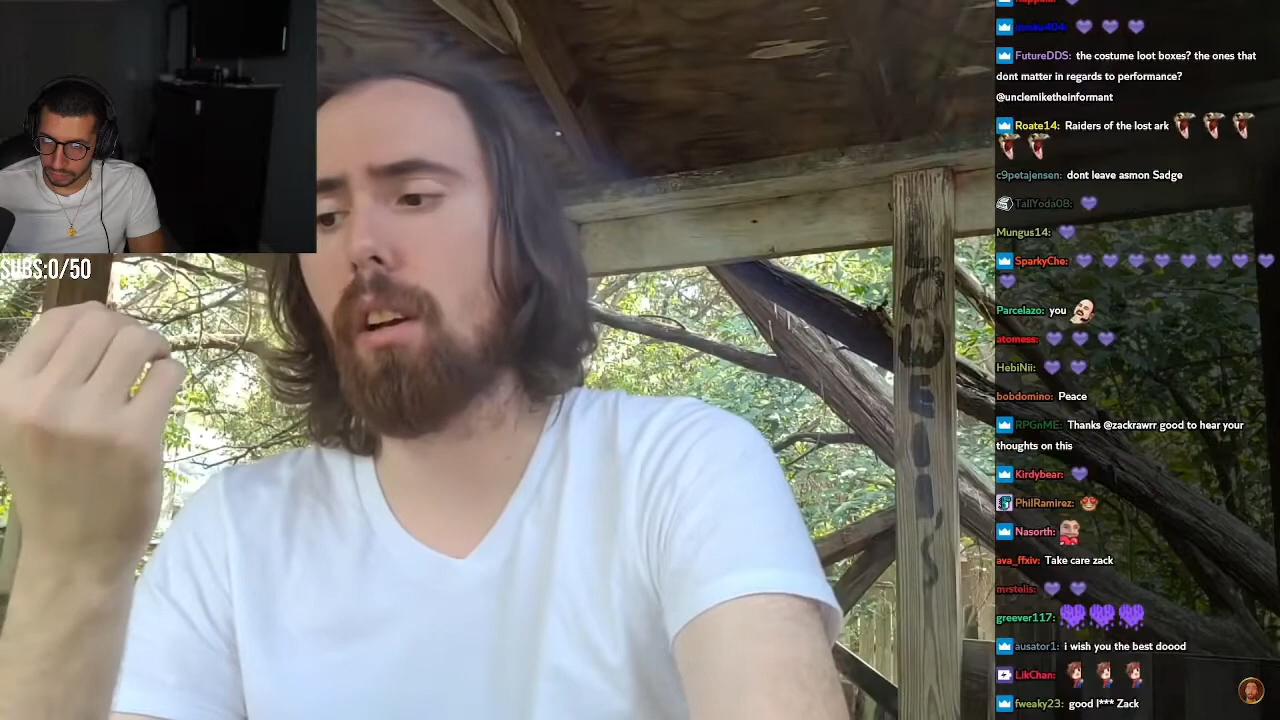 SUBS:0/50
FutureDDS: the costume loot boxes? the ones that
dont matter in regards to performance?
@unclemiketheinformant
Roate14: Raiders of the lost ark
c9petajensen: dont leave asmon Sadge
TallYoda08:
Mungus14:
SparkyChe:
Parcelazo: you
atomess:
HebiNii:
bobdomino: Peace
RPGnME: Thanks @zackrawrr good to hear your
thoughts on this
Kirdybear:
PhilRamirez:
Nasorth:
ava_ffxiv: Take care zack
mrstelis:
greever117:
ausator1: i wish you the best doood
LikChan:
fweaky23: good l*** Zack